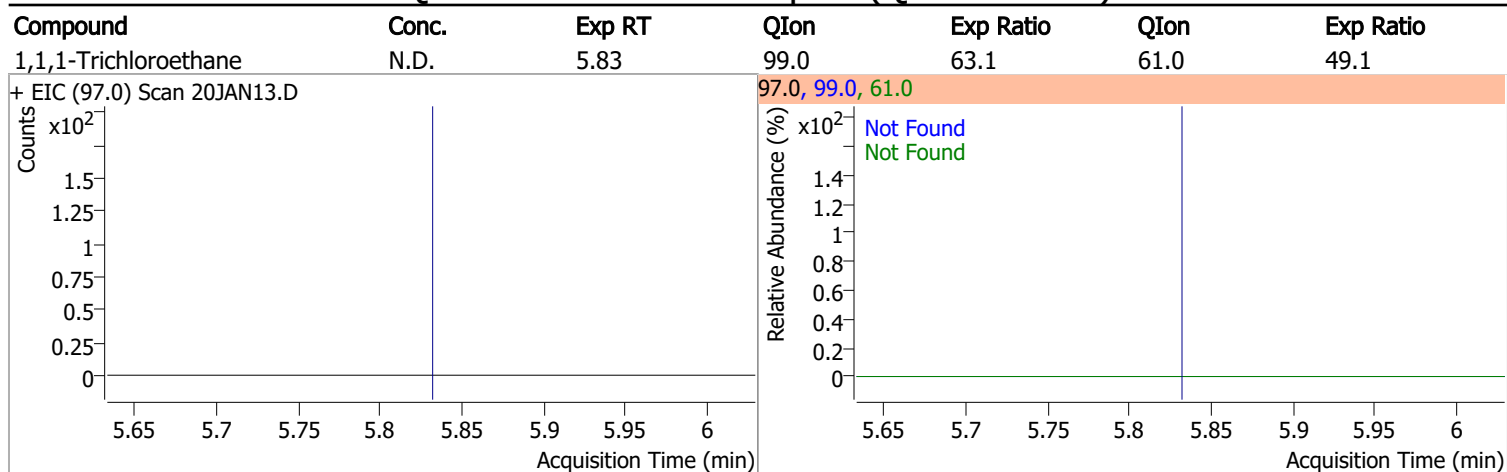 Compound Conc. Exp RT QIon Exp Ratio QIon Exp Ratio
1,1,1-Trichloroethane N.D. 5.83 99.0 63.1 61.0 49.1
+ EIC (97.0) Scan 20JAN13.D
Counts
x10²
1.5
1.25
1
0.75
0.5
0.25
0
5.65 5.7 5.75 5.8 5.85 5.9 5.95 6
Acquisition Time (min)
97.0, 99.0, 61.0
Relative Abundance (%)
x10²
Not Found
Not Found
1.4
1.2
1
0.8
0.6
0.4
0.2
0
5.65 5.7 5.75 5.8 5.85 5.9 5.95 6
Acquisition Time (min)